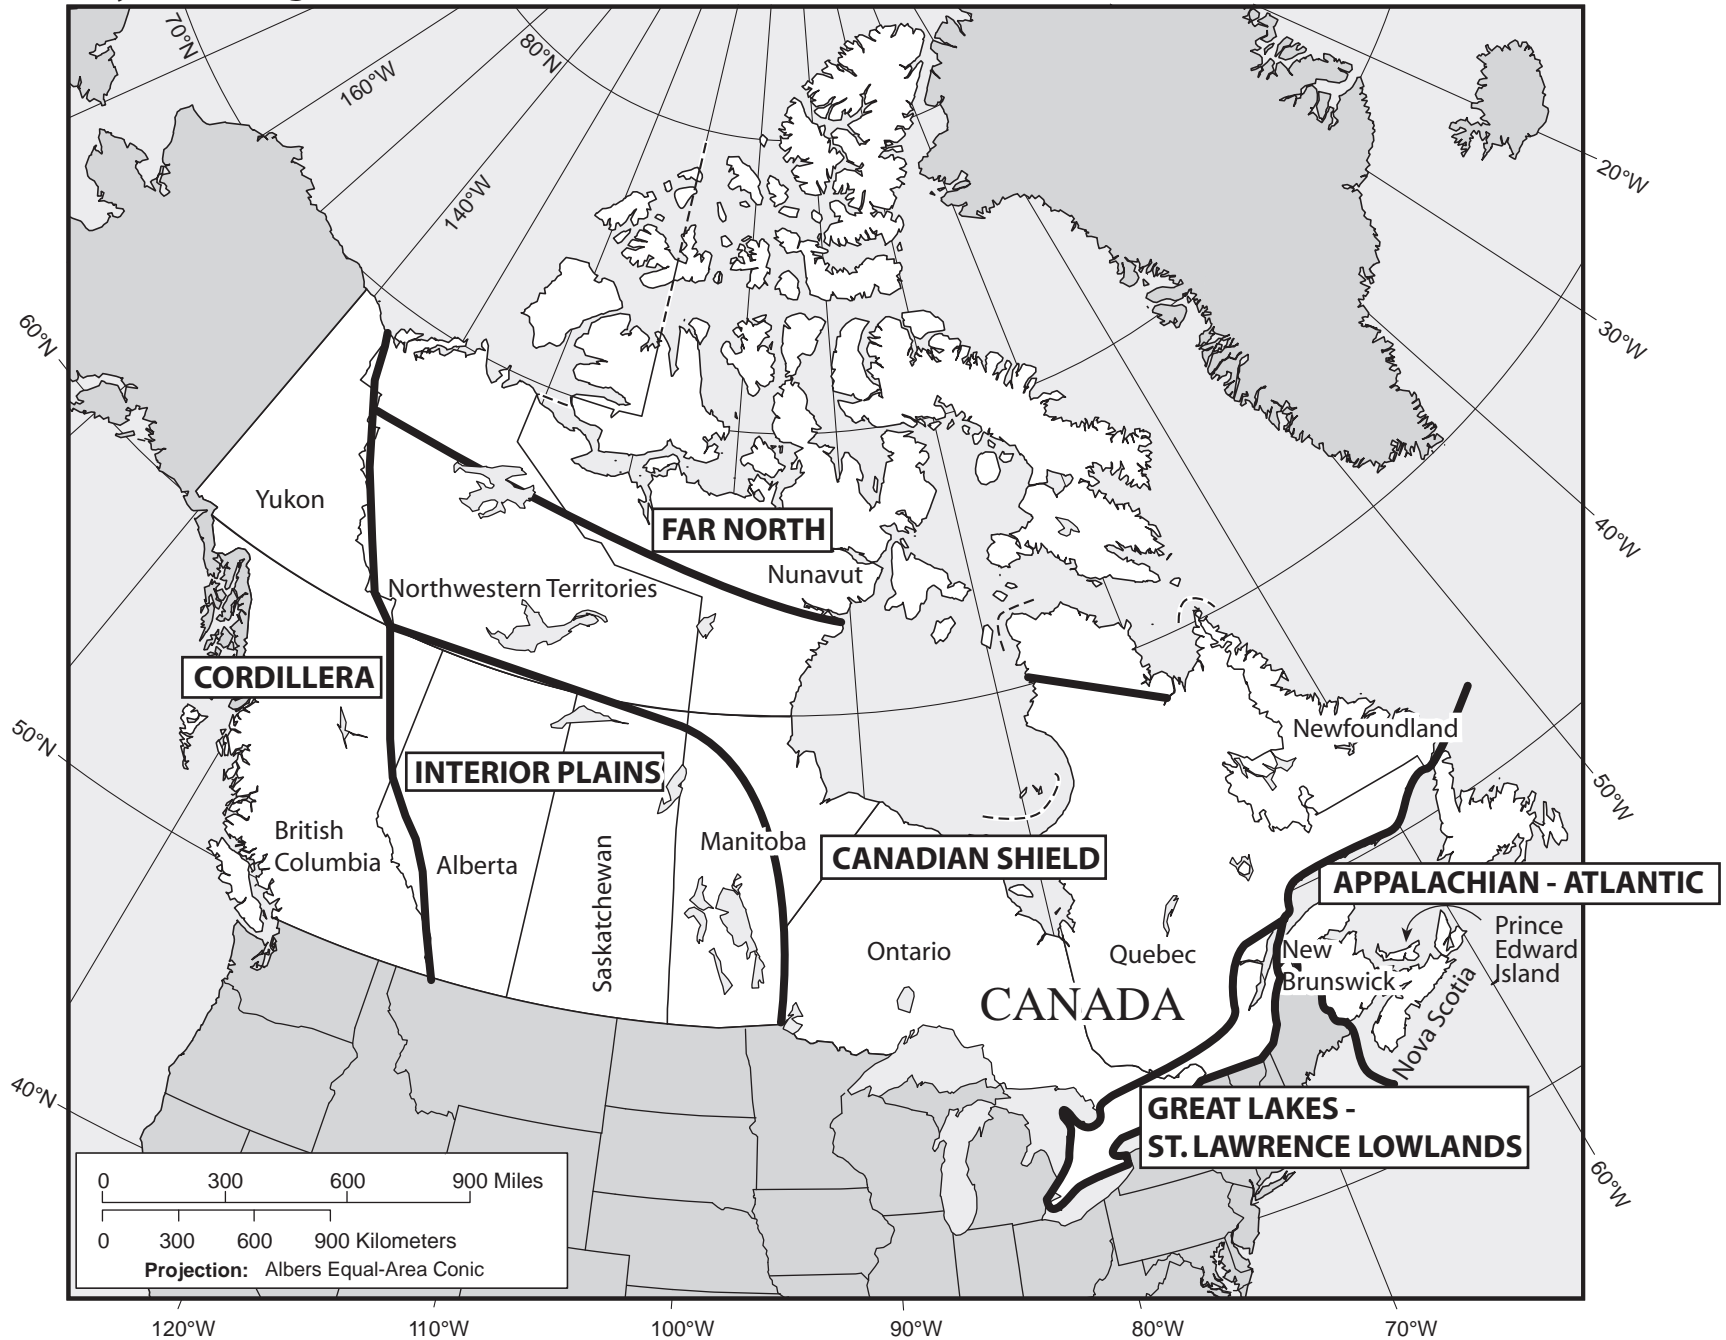 70°N
160°W
80°N
140°W
20°W
30°W
60°N
40°W
Yukon
FAR NORTH
Nunavut
Northwestern Territories
CORDILLERA
50°N
Newfoundland
INTERIOR PLAINS
50°W
British
Columbia
Alberta
Saskatchewan
Manitoba
CANADIAN SHIELD
APPALACHIAN - ATLANTIC
Prince
Edward
Island
Ontario
Quebec
New
Brunswick
CANADA
Nova Scotia
40°N
GREAT LAKES -
ST. LAWRENCE LOWLANDS
60°W
0 300 600 900 Miles
0 300 600 900 Kilometers
Projection: Albers Equal-Area Conic
120°W 110°W 100°W 90°W 80°W 70°W